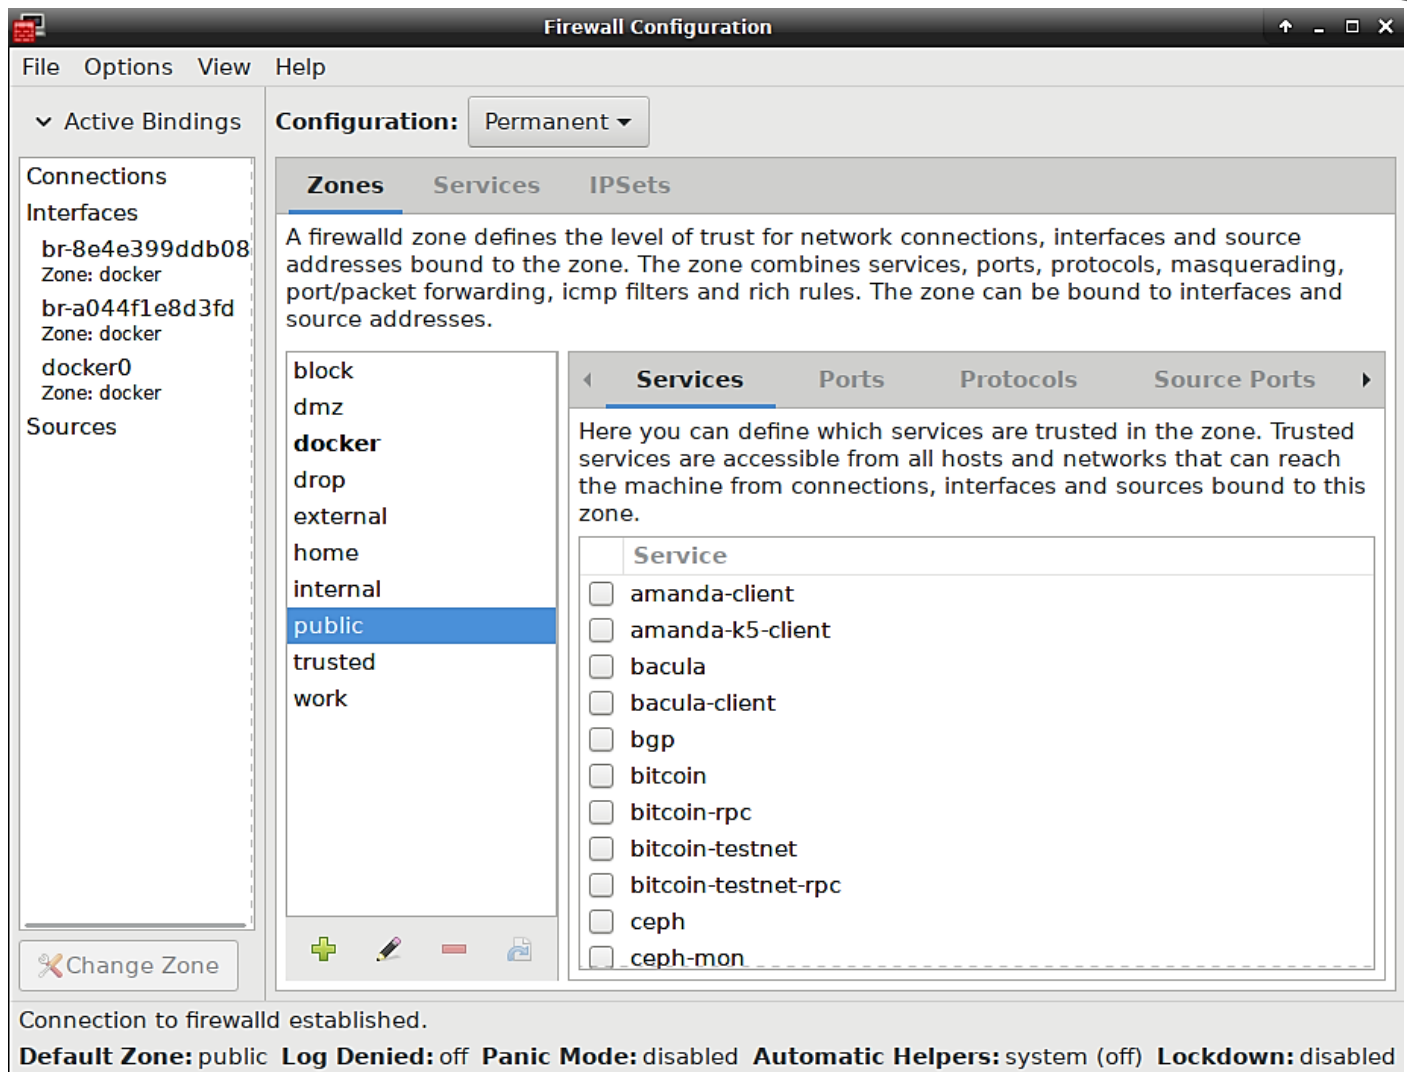 Firewall Configuration
File Options View Help
Active Bindings
Configuration: Permanent
Connections
Interfaces
br-8e4e399ddb08
Zone: docker
br-a044f1e8d3fd
Zone: docker
docker0
Zone: docker
Sources
Change Zone
Zones Services IPSets
A firewalld zone defines the level of trust for network connections, interfaces and source
addresses bound to the zone. The zone combines services, ports, protocols, masquerading,
port/packet forwarding, icmp filters and rich rules. The zone can be bound to interfaces and
source addresses.
block
dmz
docker
drop
external
home
internal
public
trusted
work
Services Ports Protocols Source Ports
Here you can define which services are trusted in the zone. Trusted
services are accessible from all hosts and networks that can reach
the machine from connections, interfaces and sources bound to this
zone.
Service
amanda-client
amanda-k5-client
bacula
bacula-client
bgp
bitcoin
bitcoin-rpc
bitcoin-testnet
bitcoin-testnet-rpc
ceph
ceph-mon
Connection to firewalld established.
Default Zone: public Log Denied: off Panic Mode: disabled Automatic Helpers: system (off) Lockdown: disabled